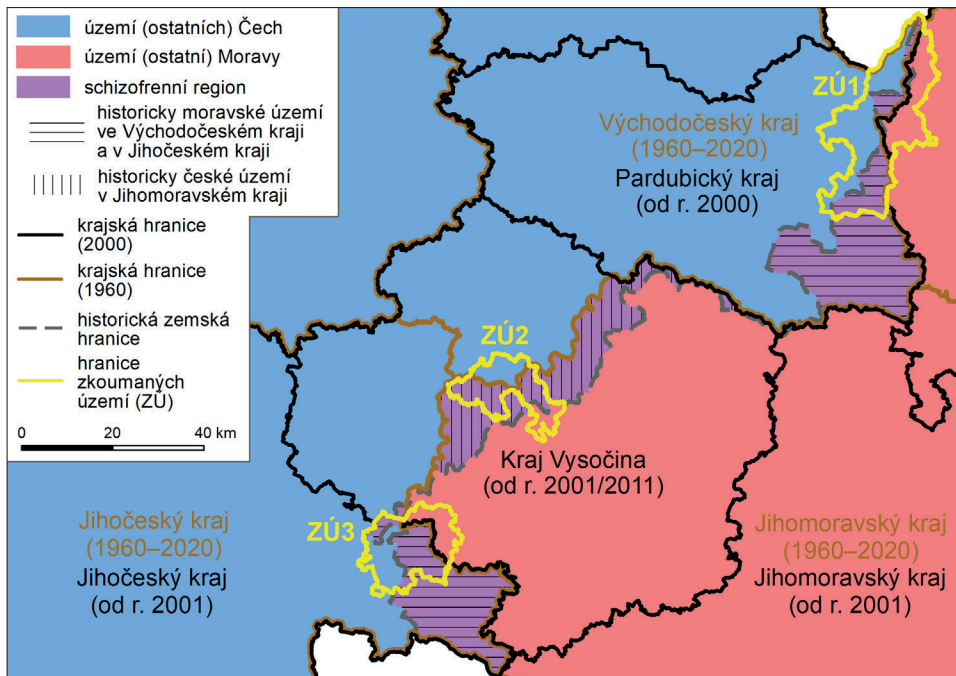 území (ostatních) Čech
území (ostatní) Moravy
schizofrenní region
historicky moravské území
ve Východočeském kraji
a v Jihočeském kraji
historicky české území
v Jihomoravském kraji
krajská hranice
(2000)
krajská hranice
(1960)
historická zemská
hranice
hranice
zkoumaných
území (ZÚ)
0 20 40 km
ZÚ1
Východočeský kraj
(1960–2020)
Pardubický kraj
(od r. 2000)
ZÚ2
Kraj Vysočina
(od r. 2001/2011)
ZÚ3
Jihočeský kraj
(1960–2020)
Jihočeský kraj
(od r. 2001)
Jihomoravský kraj
(1960–2020)
Jihomoravský kraj
(od r. 2001)